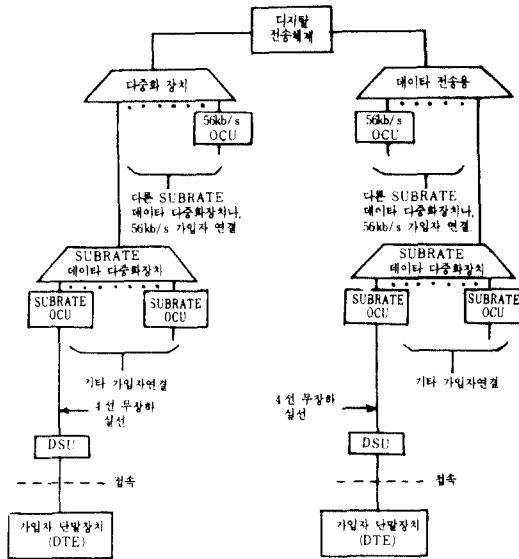 디지탈
전송체계
다중화 장치
데이타 전송용
56kb/s
OCU
56kb/s
OCU
다른 SUBRATE
데이타 다중화장치나,
56kb/s 가입자 연결
다른 SUBRATE
데이타 다중화장치나,
56kb/s 가입자 연결
SUBRATE
데이타 다중화장치
SUBRATE
데이타 다중화장치
SUBRATE
OCU
SUBRATE
OCU
SUBRATE
OCU
SUBRATE
OCU
기타 가입자연결
기타 가입자연결
4선 무장하
실선
4선 무장하
실선
DSU
DSU
접속
접속
가입자 단말장치
(DTE)
가입자 단말장치
(DTE)